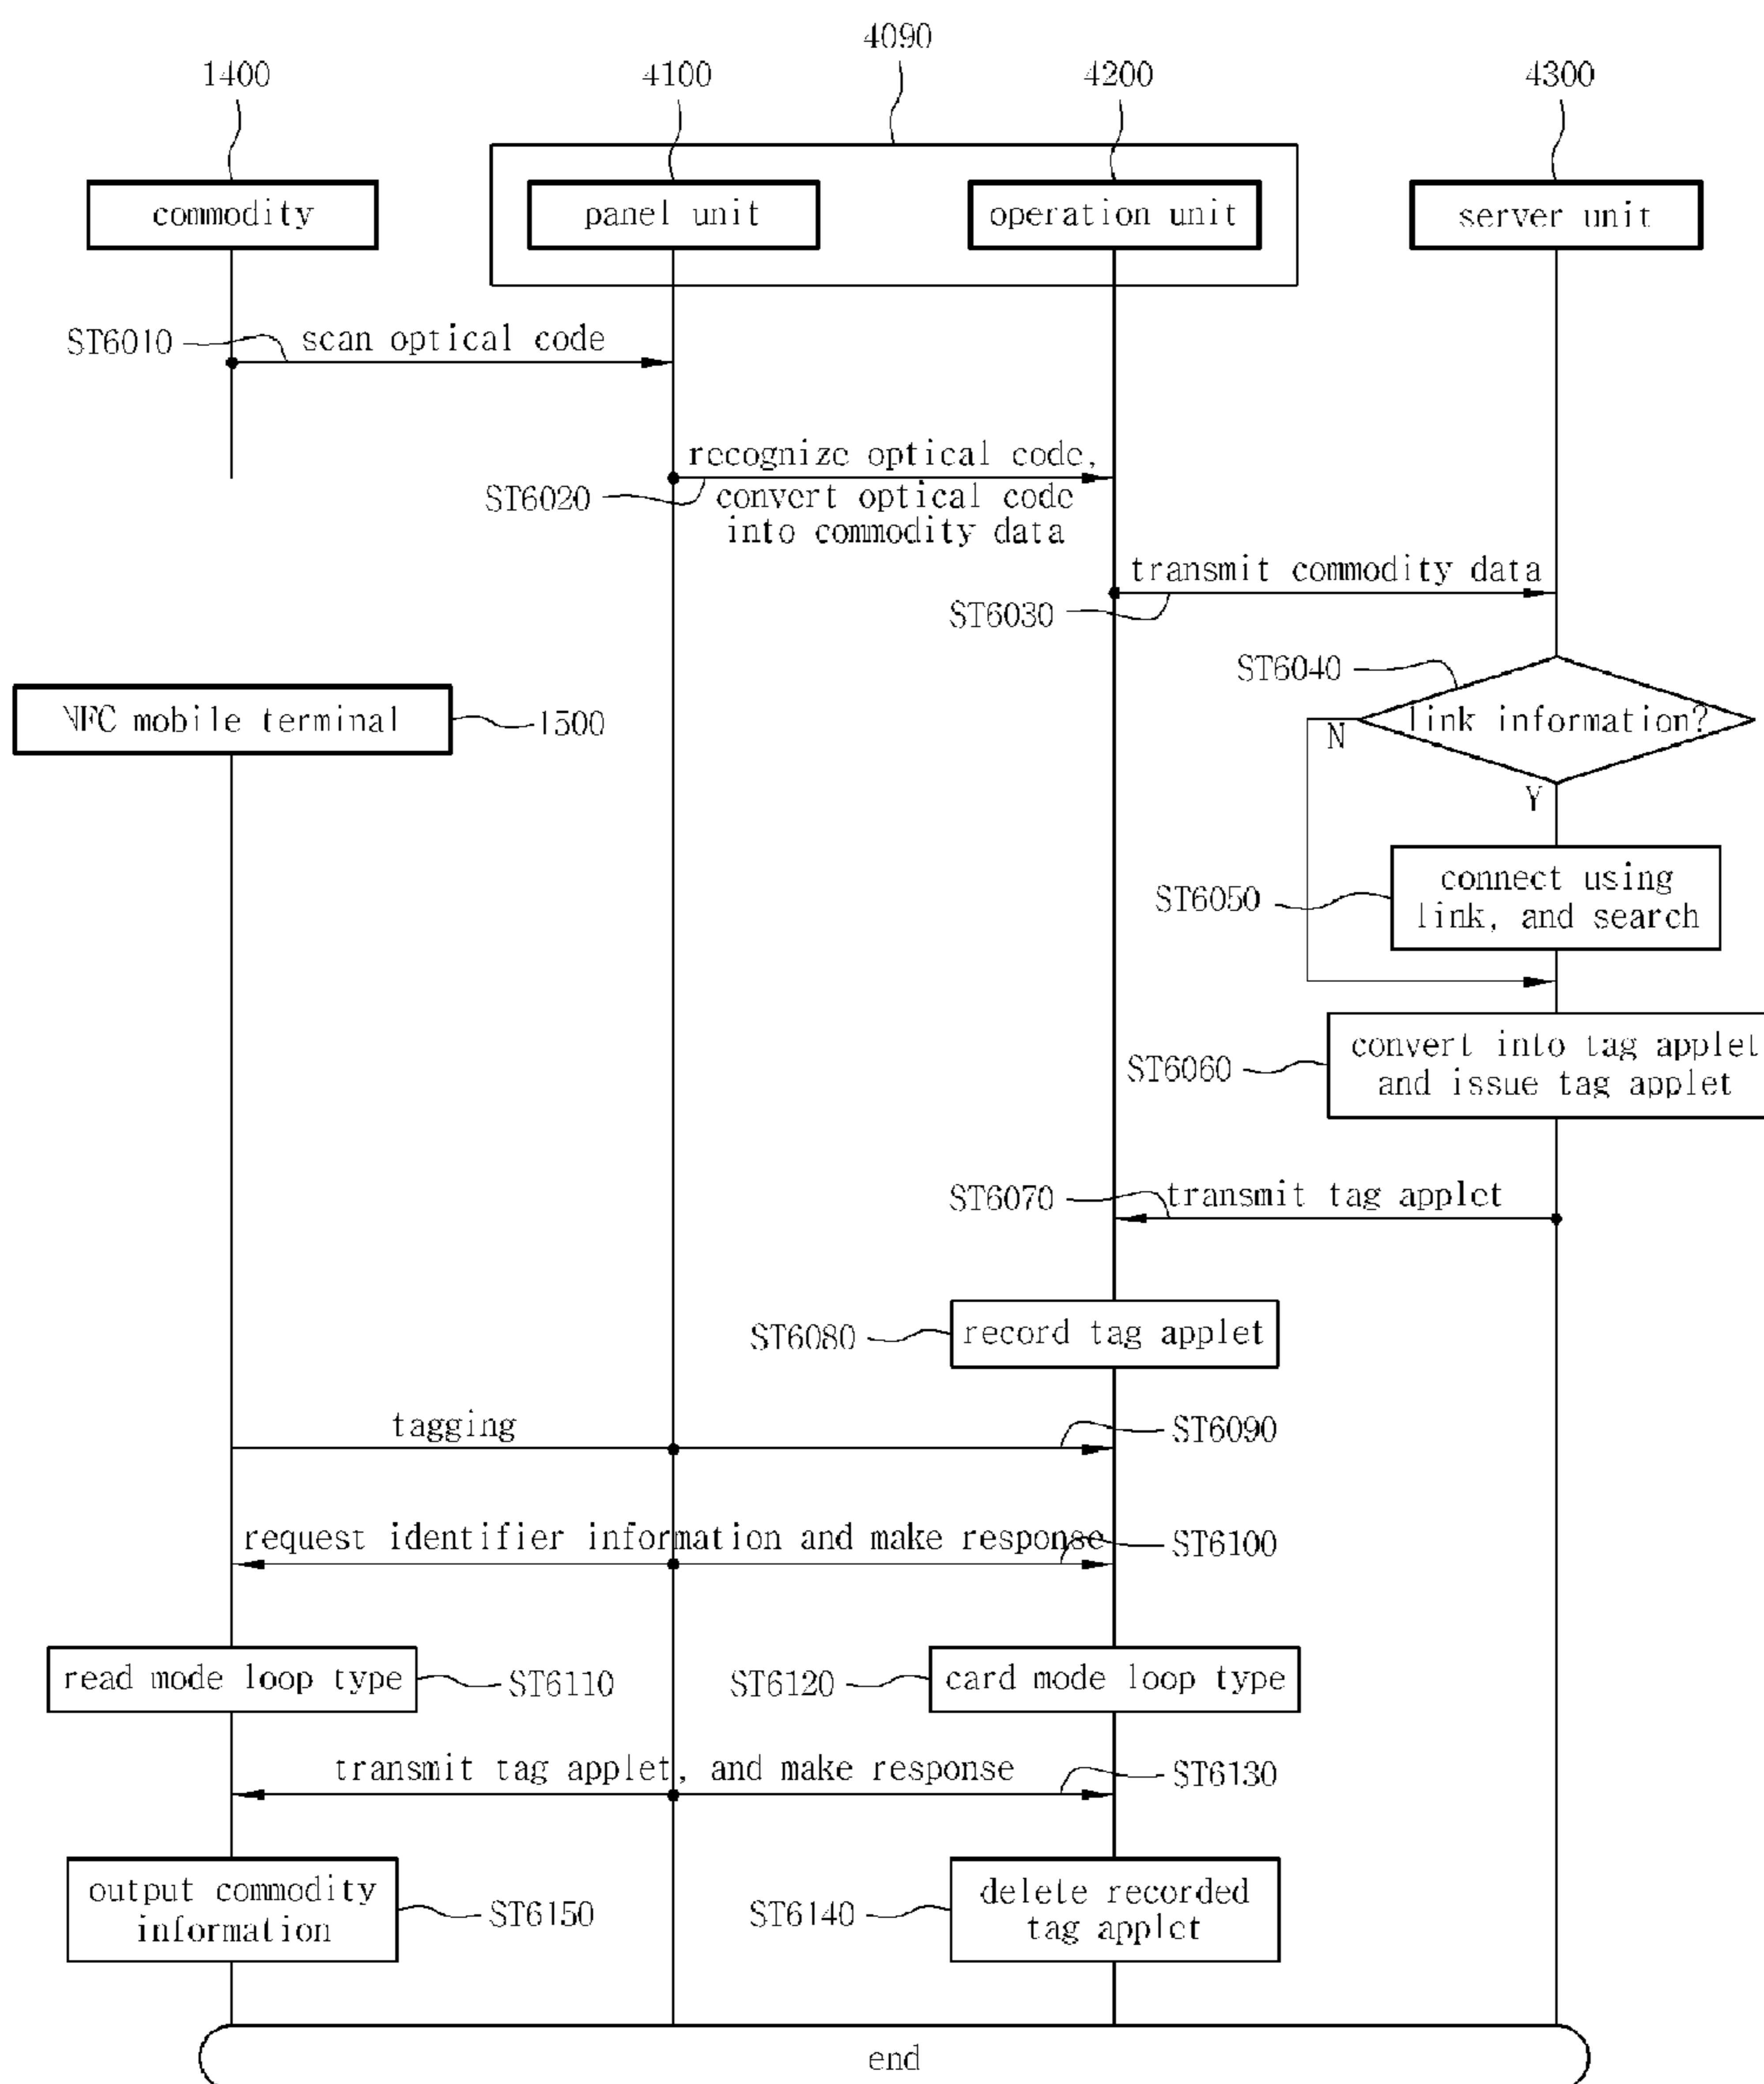 4090
1400
4100
4200
4300
commodity
panel unit
operation unit
server unit
ST6010
scan optical code
recognize optical code,
ST6020
convert optical code
into commodity data
transmit commodity data
ST6030
ST6040
NFC mobile terminal
1500
link information?
N
Y
connect using
link, and search
ST6050
convert into tag applet
and issue tag applet
ST6060
ST6070
transmit tag applet
ST6080
record tag applet
tagging
ST6090
request identifier information and make response
ST6100
read mode loop type
ST6110
ST6120
card mode loop type
transmit tag applet, and make response
ST6130
output commodity
information
ST6150
ST6140
delete recorded
tag applet
end